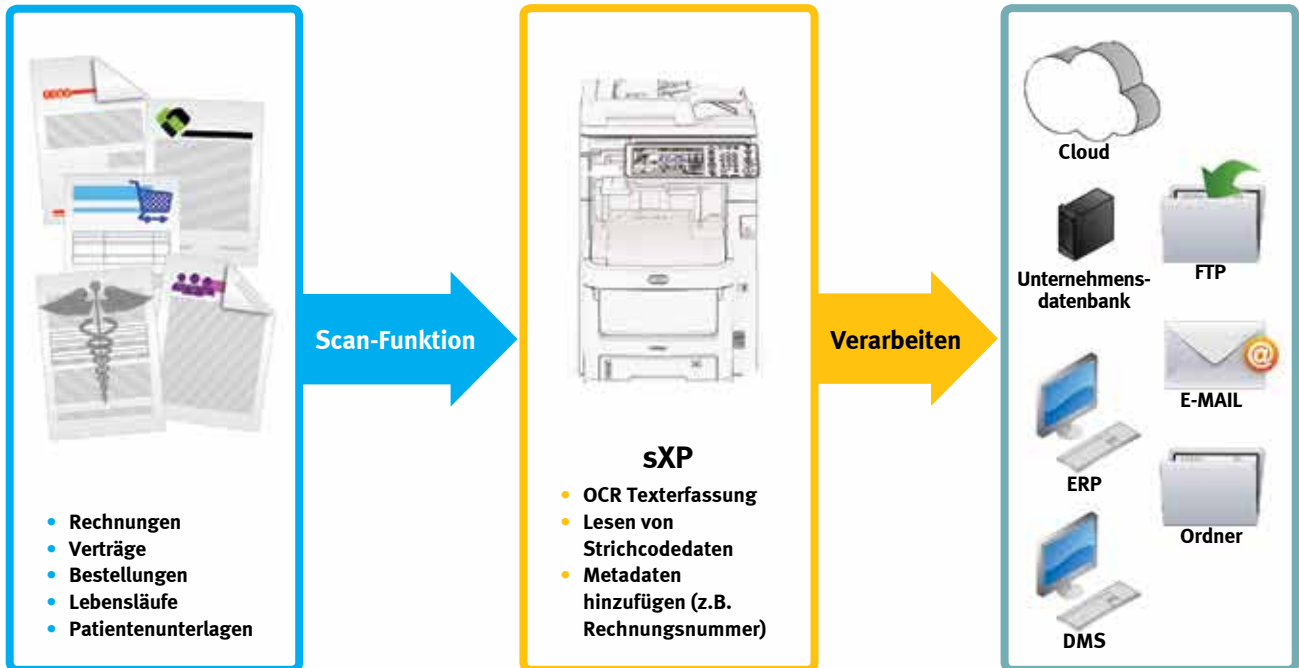 • Rechnungen
• Verträge
• Bestellungen
• Lebensläufe
• Patientenunterlagen
Scan-Funktion
sXP
• OCR Texterfassung
• Lesen von
Strichcodedaten
• Metadaten
hinzufügen (z.B.
Rechnungsnummer)
Verarbeiten
Cloud
Unternehmens-
datenbank
FTP
@
E-MAIL
ERP
Ordner
DMS